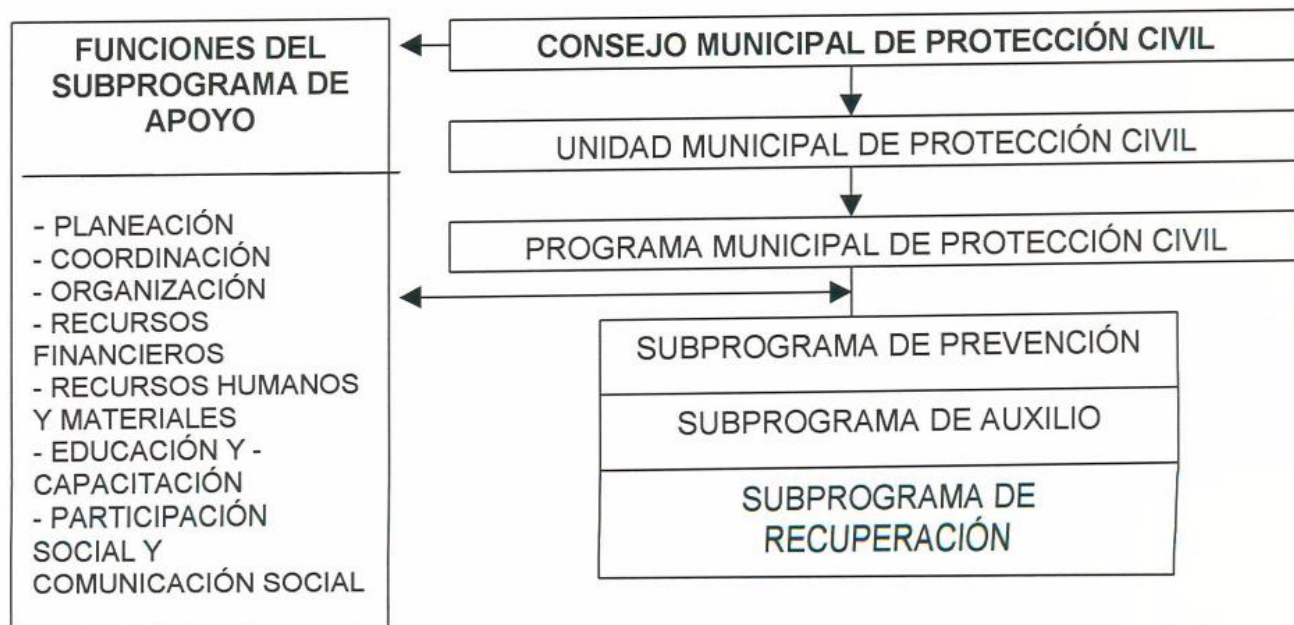 FUNCIONES DEL
SUBPROGRAMA DE
APOYO
- PLANEACIÓN
- COORDINACIÓN
- ORGANIZACIÓN
- RECURSOS
FINANCIEROS
- RECURSOS HUMANOS
Y MATERIALES
- EDUCACIÓN Y -
CAPACITACIÓN
- PARTICIPACIÓN
SOCIAL Y
COMUNICACIÓN SOCIAL
CONSEJO MUNICIPAL DE PROTECCIÓN CIVIL
UNIDAD MUNICIPAL DE PROTECCIÓN CIVIL
PROGRAMA MUNICIPAL DE PROTECCIÓN CIVIL
SUBPROGRAMA DE PREVENCIÓN
SUBPROGRAMA DE AUXILIO
SUBPROGRAMA DE
RECUPERACIÓN